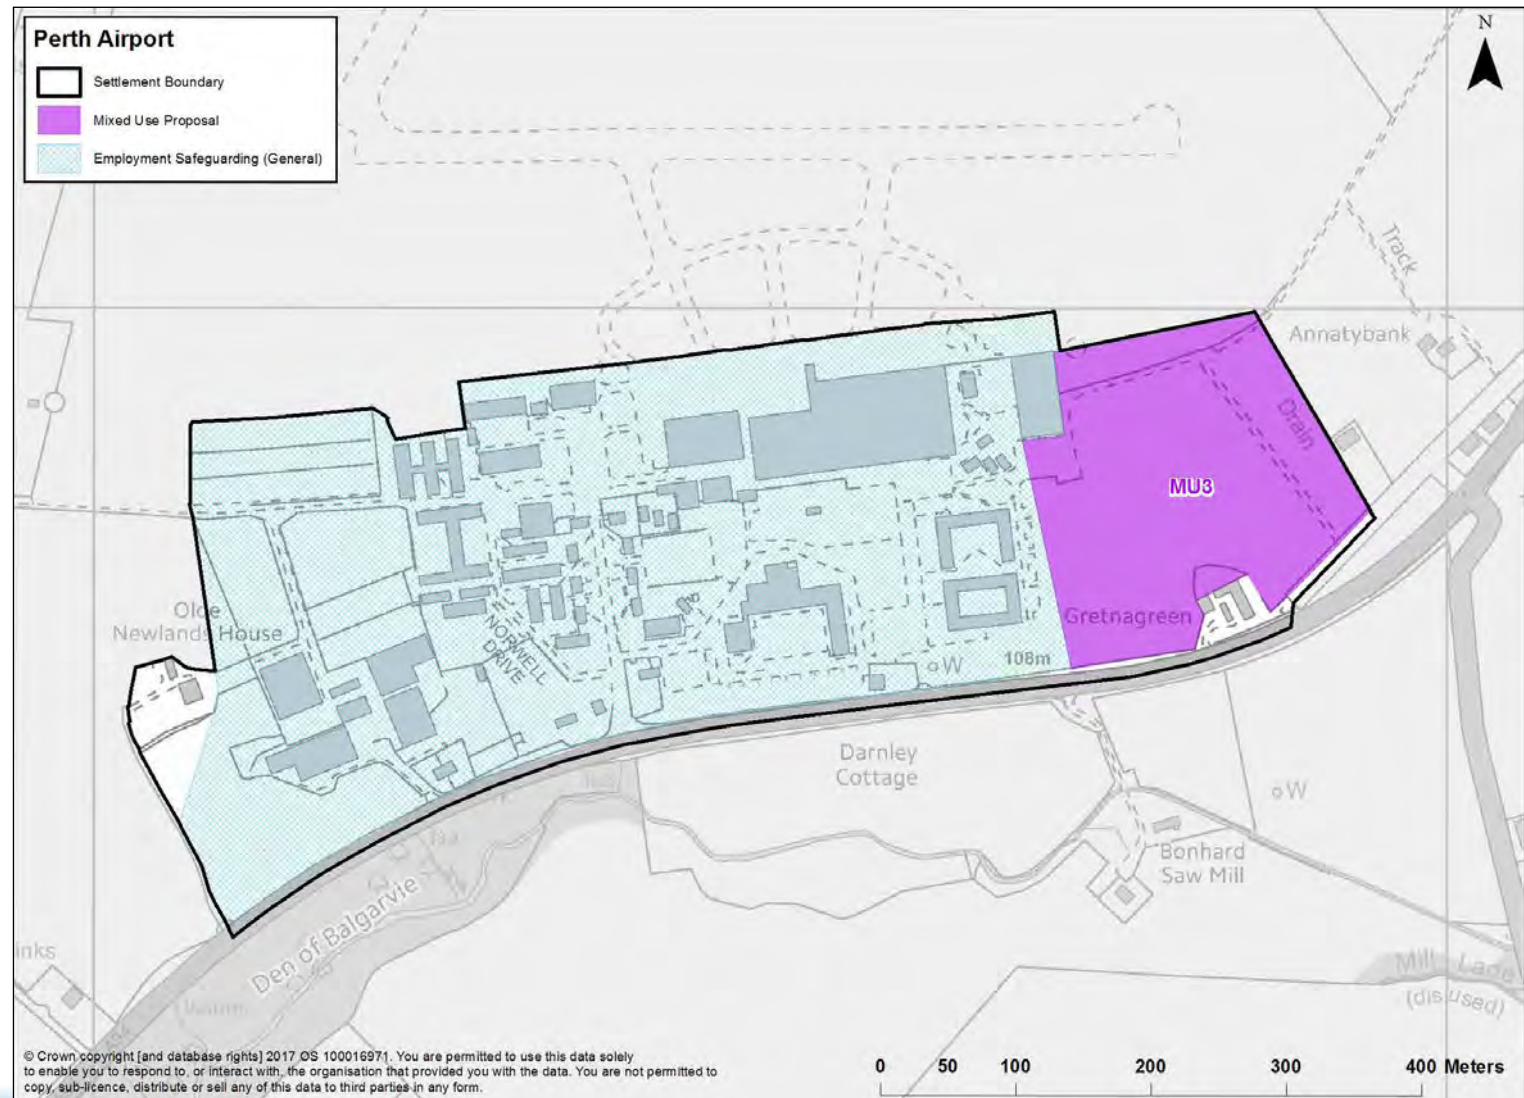 Perth Airport
Settlement Boundary
Mixed Use Proposal
Employment Safeguarding (General)
N
Track
Annatybank
Drain
MU3
Olde
Newlands House
Gretnagreen
NORWELL
DRIVE
tr
W
108m
Darnley
Cottage
W
Bonhard
Saw Mill
Den of Balgarvie
inks
Mill Lade
(disused)
© Crown copyright [and database rights] 2017 OS 100016971. You are permitted to use this data solely
to enable you to respond to, or interact with, the organisation that provided you with the data. You are not permitted to
copy, sub-licence, distribute or sell any of this data to third parties in any form.
0 50 100 200 300 400 Meters